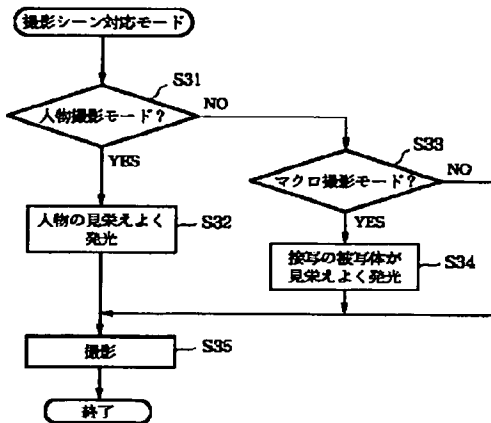 撮影シーン対応モード
S31
人物撮影モード？
NO
YES
S33
マクロ撮影モード？
NO
YES
人物の見栄えよく
発光
S32
接写の被写体が
見栄えよく発光
S34
撮影
S35
終了